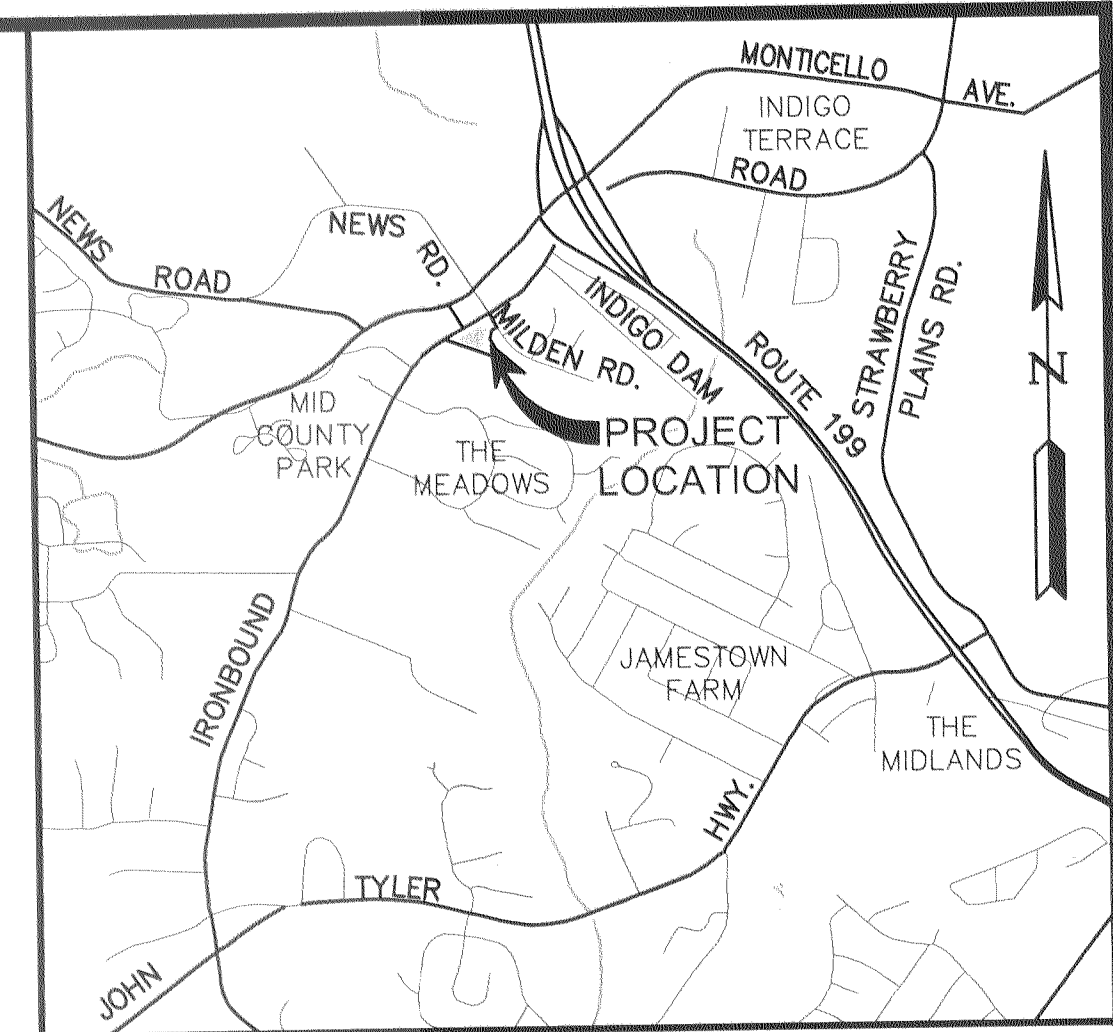 MONTICELLO
AVE.
INDIGO
TERRACE
ROAD
NEWS
ROAD
NEWS
RD.
MILDEN RD.
INDIGO DAM
ROUTE 199
STRAWBERRY
PLAINS RD.
N
MID
COUNTY
PARK
THE
MEADOWS
PROJECT
LOCATION
IRONBOUND
JAMESTOWN
FARM
THE
MIDLANDS
HWY.
TYLER
JOHN